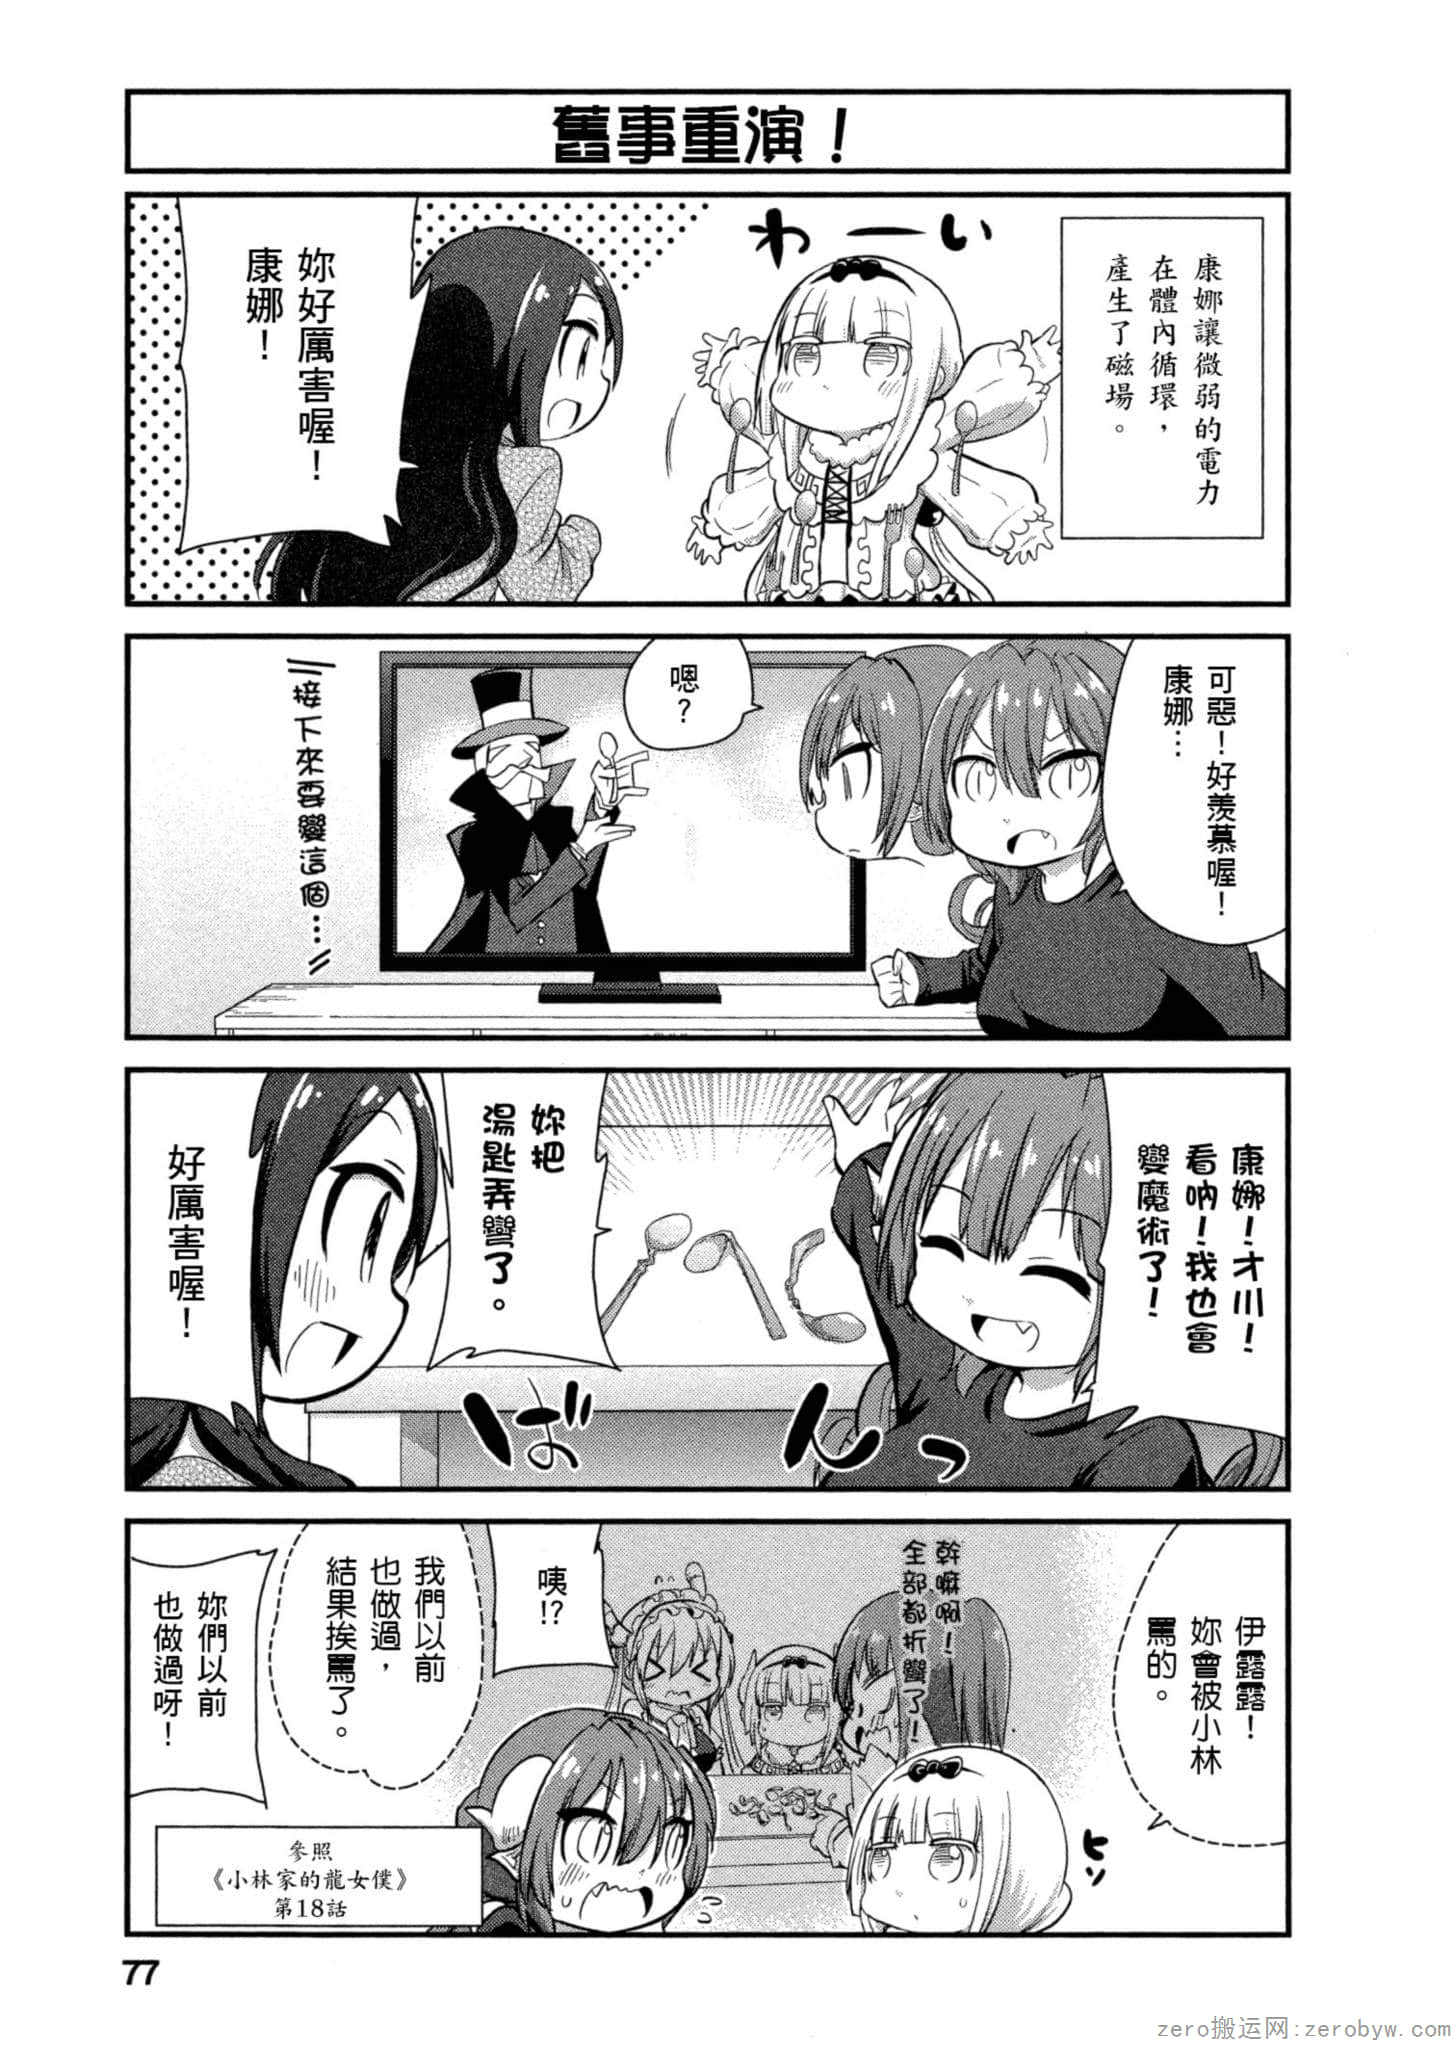 舊事重演！
康娜讓微弱的電力
在體內循環，
產生了磁場。
わーい
妳好厲害喔！
康娜！
可惡！好羨慕喔！
康娜…
嗯？
接下來要變這個…
康娜！才川！
看吶！我也會
變魔術了！
妳把
湯匙弄彎了。
好厲害喔！
ばんっ
伊露露！
妳會被小林
罵的。
ヒソ
幹嘛啊！
全部都折彎了！
咦!?
我們以前
也做過，
結果挨罵了。
妳們以前
也做過呀！
參照
《小林家的龍女僕》
第18話
77
zero搬运网:zerobyw.com